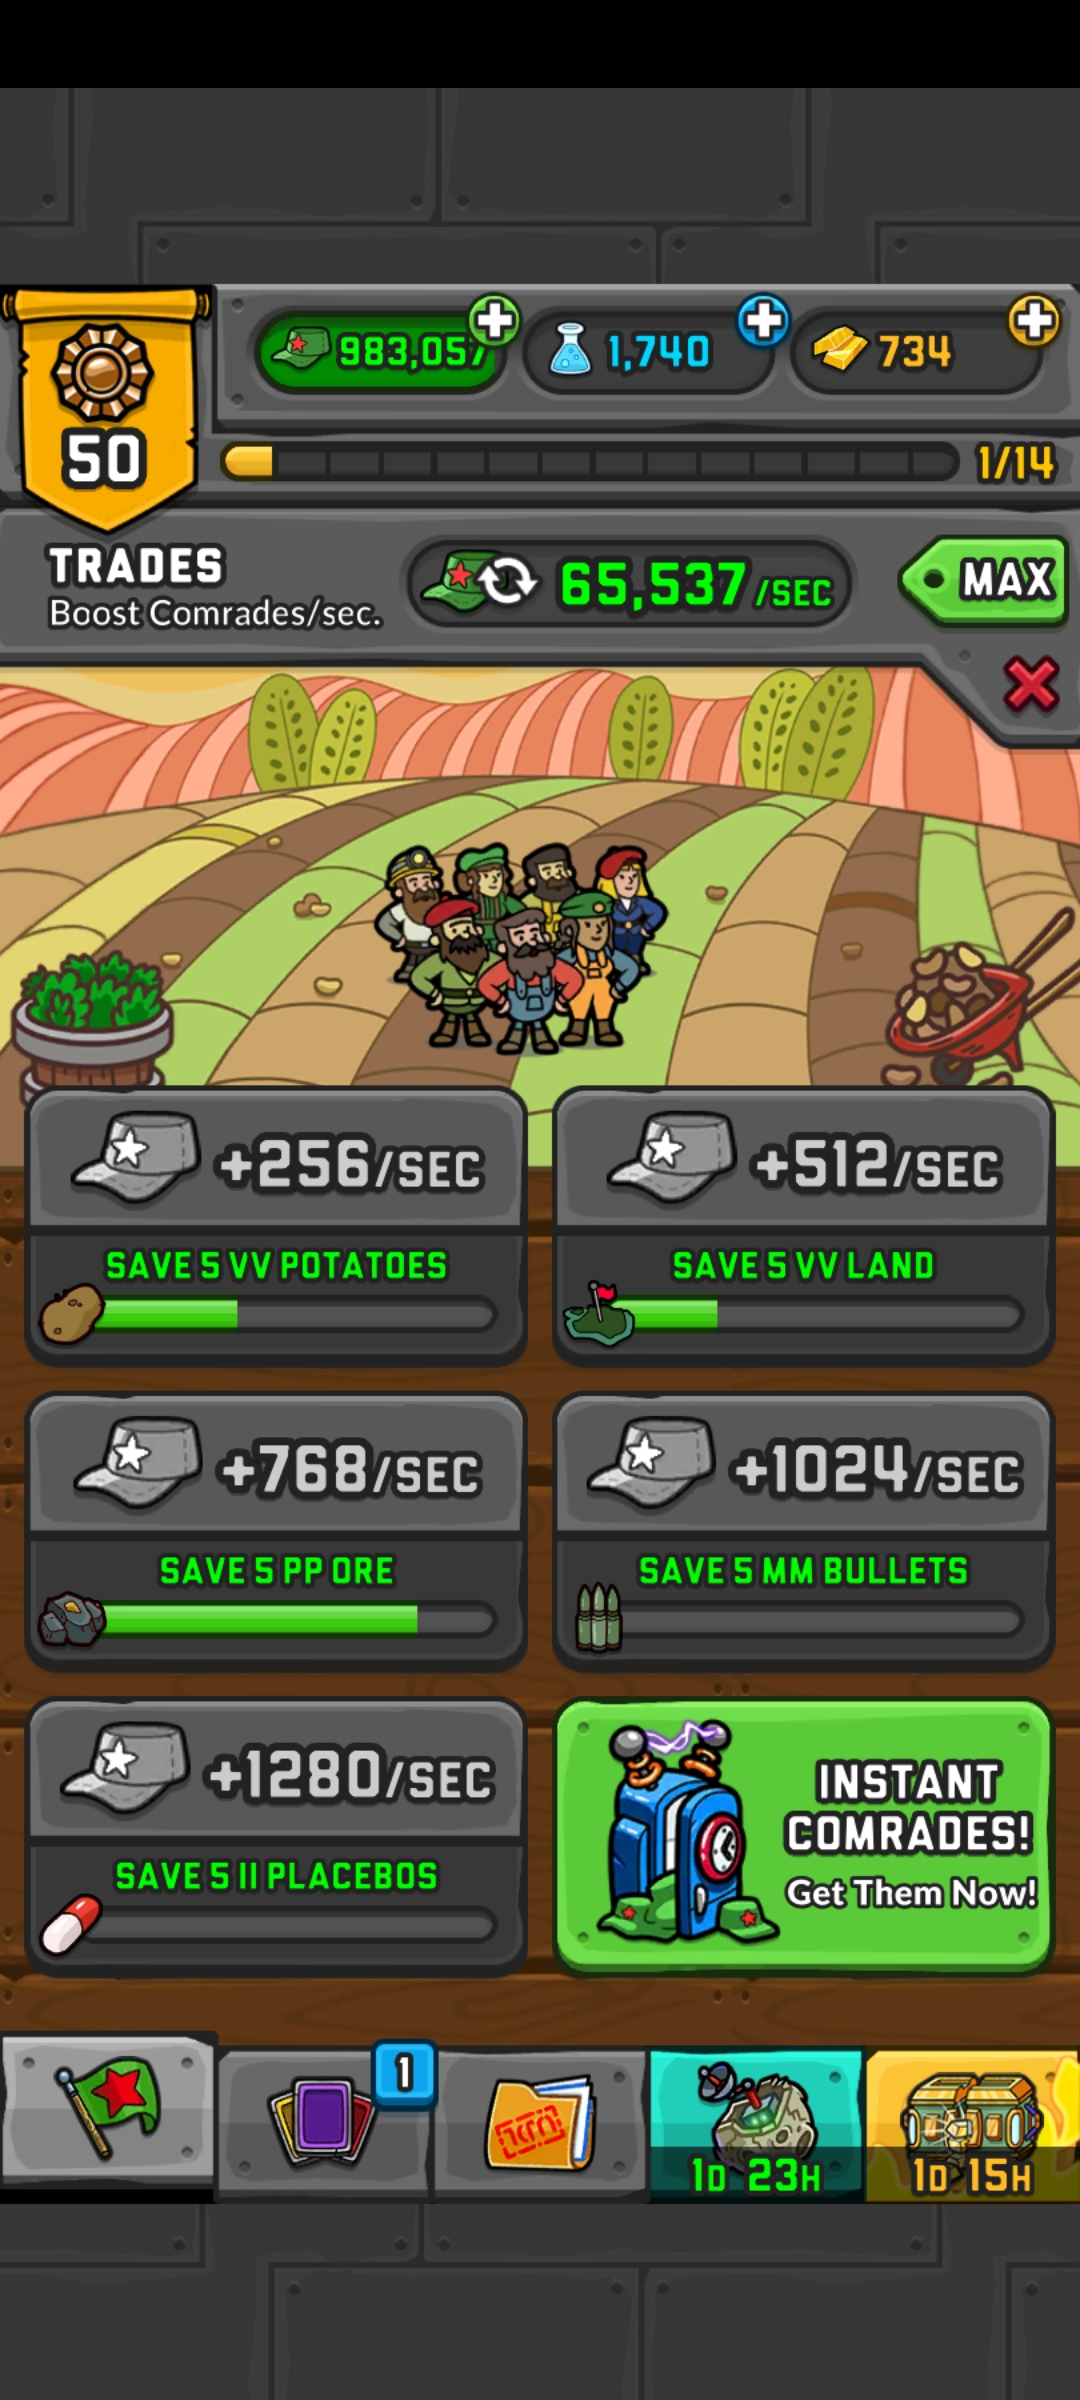 983,057
1,740
734
50
1/14
TRADES
Boost Comrades/sec.
65,537/SEC
MAX
+256/SEC
+512/SEC
SAVE 5 VV POTATOES
SAVE 5 VV LAND
+768/SEC
+1024/SEC
SAVE 5 PP ORE
SAVE 5 MM BULLETS
+1280/SEC
INSTANT
COMRADES!
Get Them Now!
SAVE 5 II PLACEBOS
1
1D 23H
1D 15H